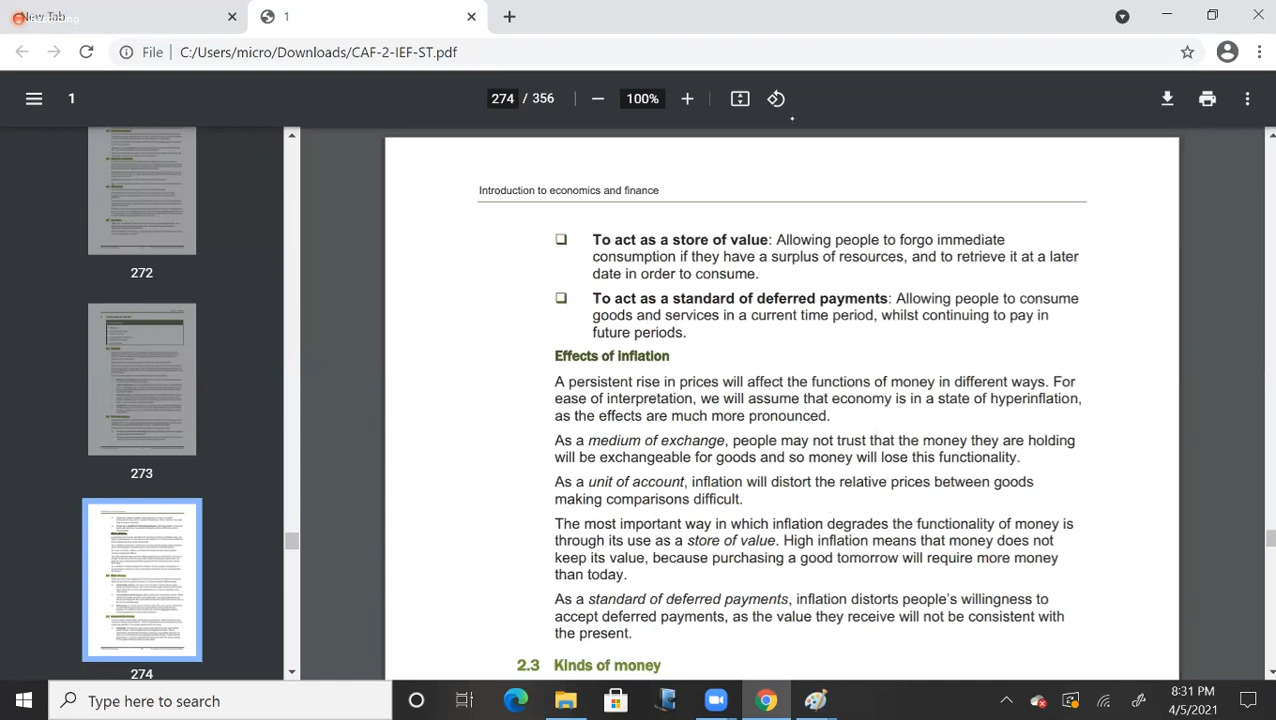 New Tab
1
File
C:/Users/micro/Downloads/CAF-2-IEF-ST.pdf
1
274 / 356
100%
272
273
274
Introduction to economics and finance
To act as a store of value: Allowing people to forgo immediate
consumption if they have a surplus of resources, and to retrieve it at a later
date in order to consume.
To act as a standard of deferred payments: Allowing people to consume
goods and services in a current time period, whilst continuing to pay in
future periods.
Effects of inflation
A persistent rise in prices will affect the functions of money in different ways. For
ease of interpretation, we will assume that economy is in a state of hyperinflation,
as the effects are much more pronounced.
As a medium of exchange, people may not trust that the money they are holding
will be exchangeable for goods and so money will lose this functionality.
As a unit of account, inflation will distort the relative prices between goods
making comparisons difficult.
The most important way in which inflation degrades the functionality of money is
through its use as a store of value. High inflation means that money does not
keep its value, because purchasing a good tomorrow will require more money
than today.
As a standard of deferred payments, inflation distorts people's willingness to
accept deferred payments, as the value they receive will not be consistent with
the present.
2.3 Kinds of money
Type here to search
8:31 PM
4/5/2021